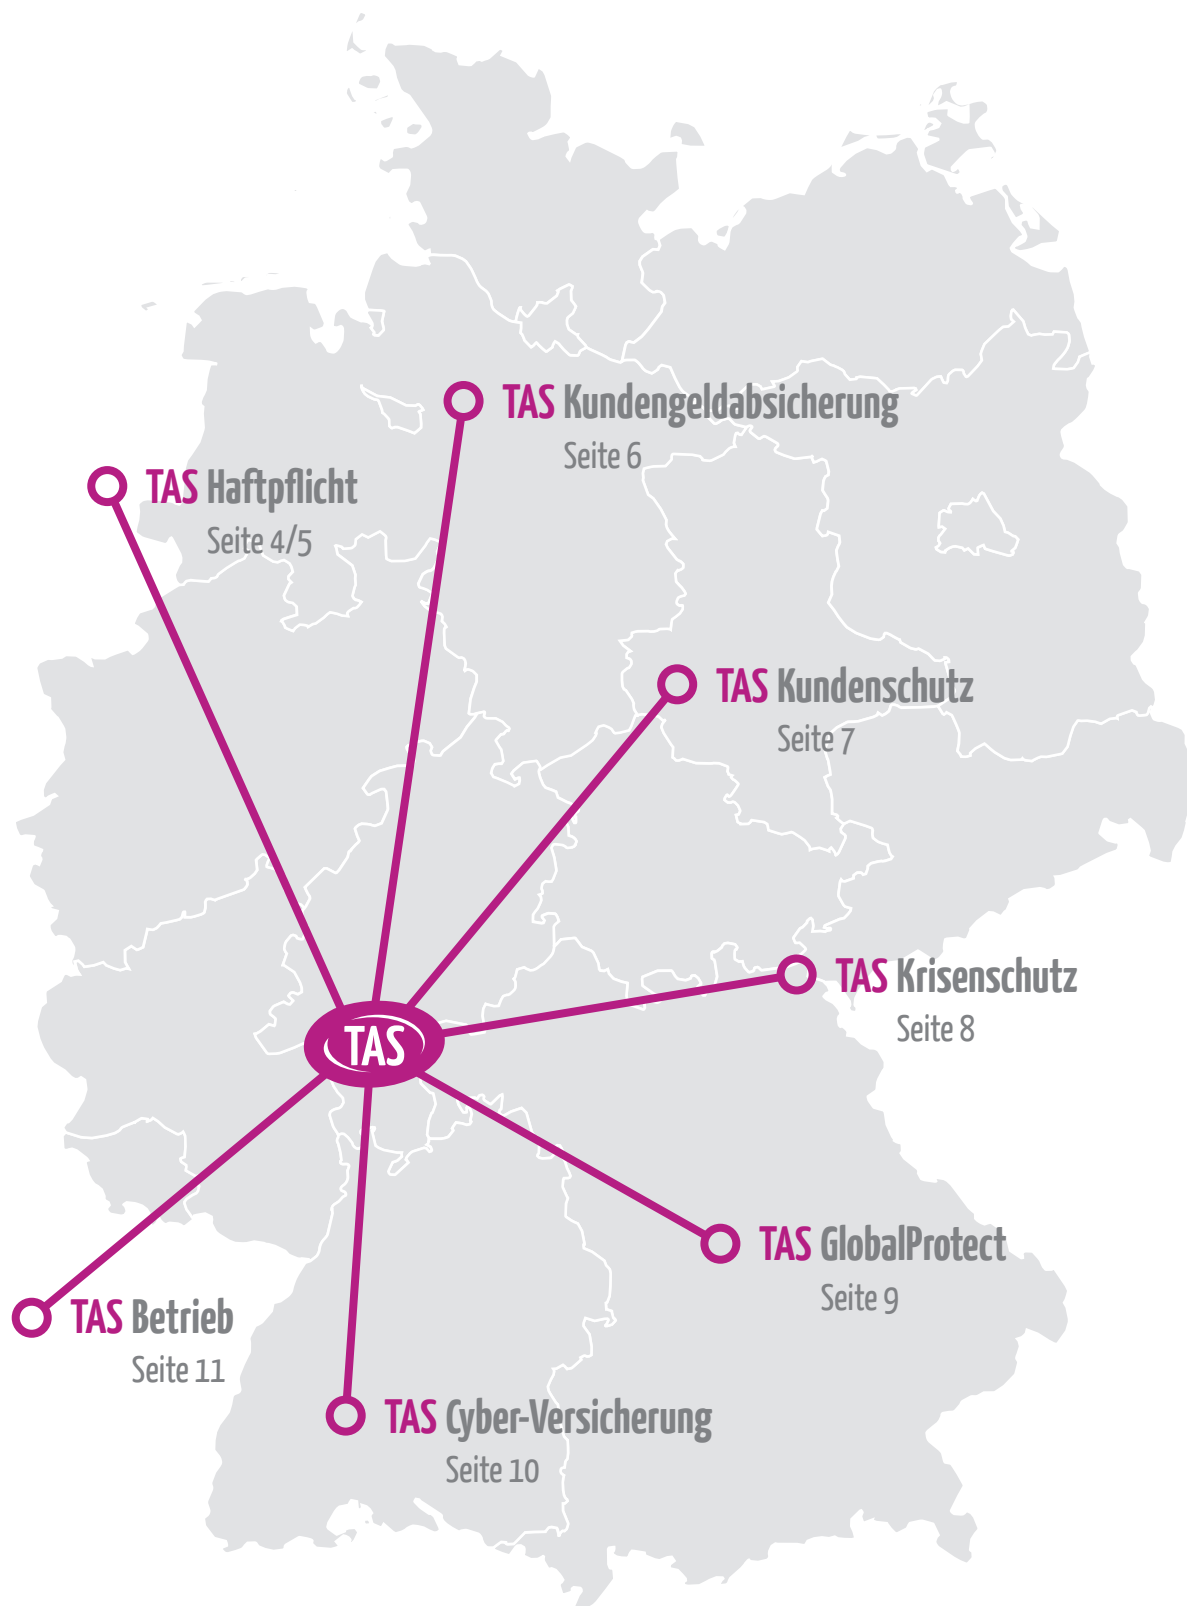 TAS Kundengeldabsicherung
Seite 6
TAS Haftpflicht
Seite 4/5
TAS Kundenschutz
Seite 7
TAS Krisenschutz
Seite 8
TAS
TAS GlobalProtect
Seite 9
TAS Betrieb
Seite 11
TAS Cyber-Versicherung
Seite 10